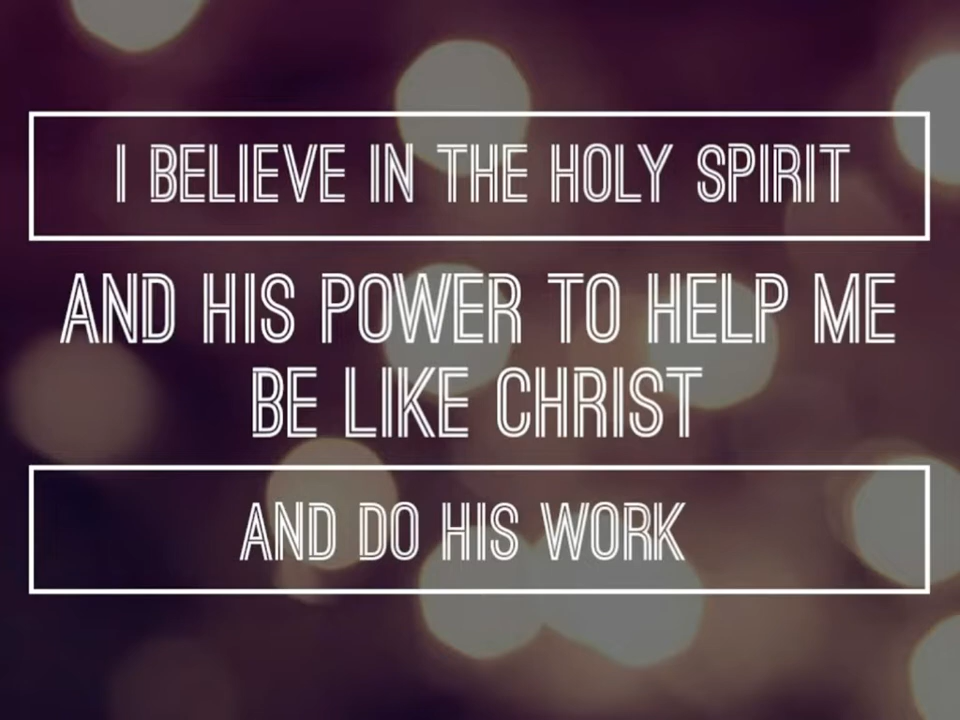 I BELIEVE IN THE HOLY SPIRIT
AND HIS POWER TO HELP ME
BE LIKE CHRIST
AND DO HIS WORK